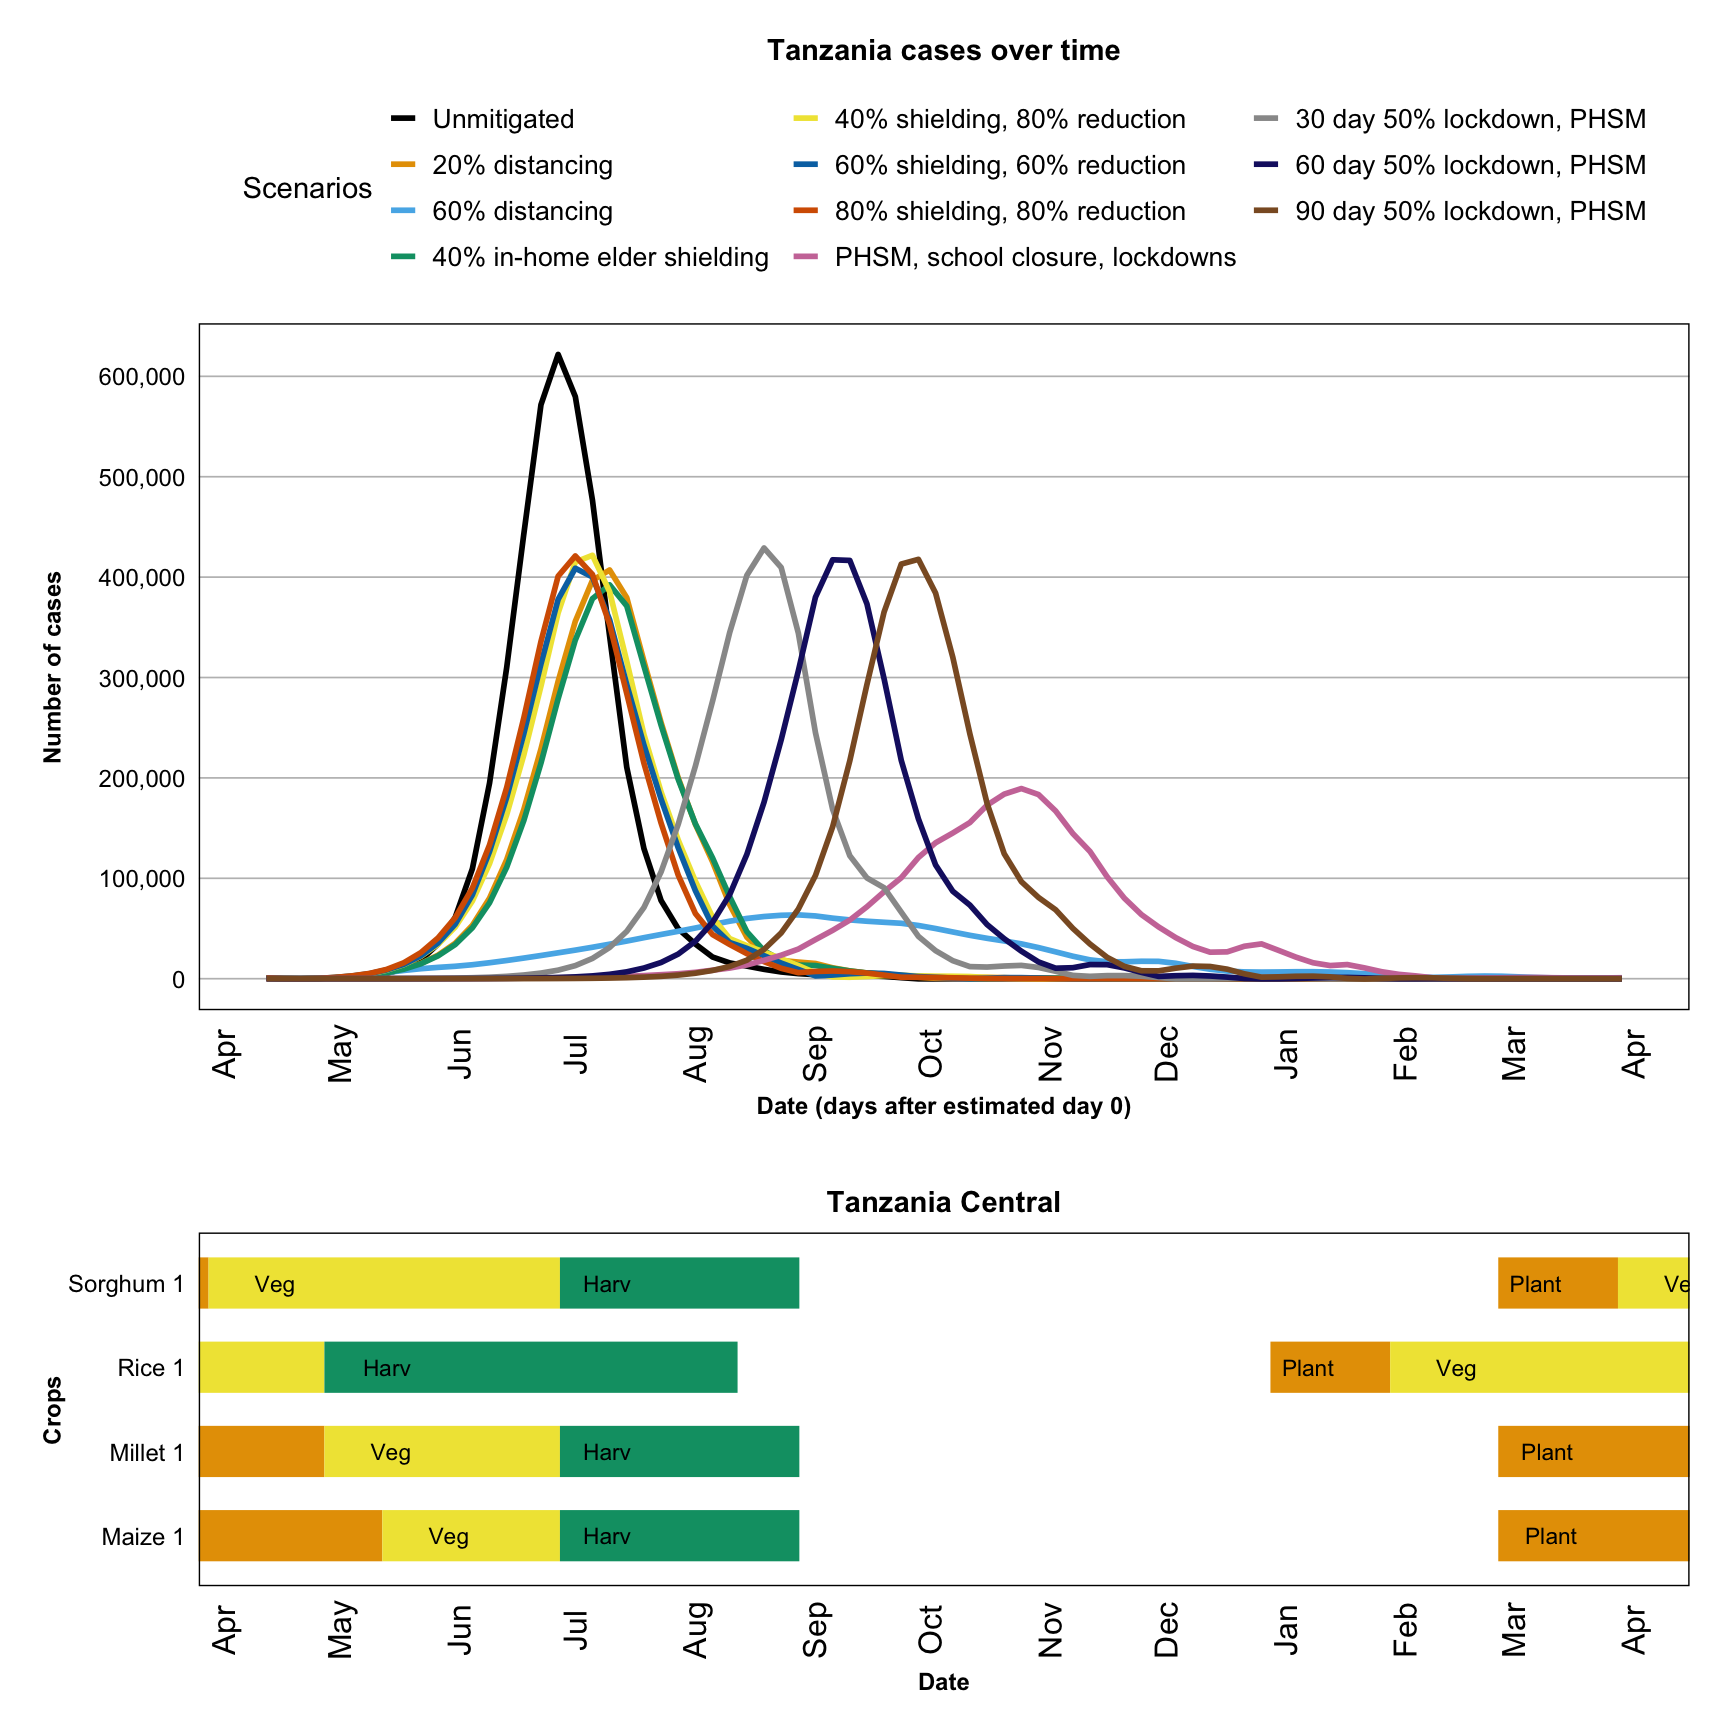 Tanzania cases over time
Scenarios
Unmitigated
20% distancing
60% distancing
40% in-home elder shielding
40% shielding, 80% reduction
60% shielding, 60% reduction
80% shielding, 80% reduction
PHSM, school closure, lockdowns
30 day 50% lockdown, PHSM
60 day 50% lockdown, PHSM
90 day 50% lockdown, PHSM
Number of cases
600,000
500,000
400,000
300,000
200,000
100,000
0
Apr May Jun Jul Aug Sep Oct Nov Dec Jan Feb Mar Apr
Date (days after estimated day 0)
Tanzania Central
Crops
Sorghum 1 Veg Harv Plant Ve
Rice 1 Harv Plant Veg
Millet 1 Veg Harv Plant
Maize 1 Veg Harv Plant
Apr May Jun Jul Aug Sep Oct Nov Dec Jan Feb Mar Apr
Date